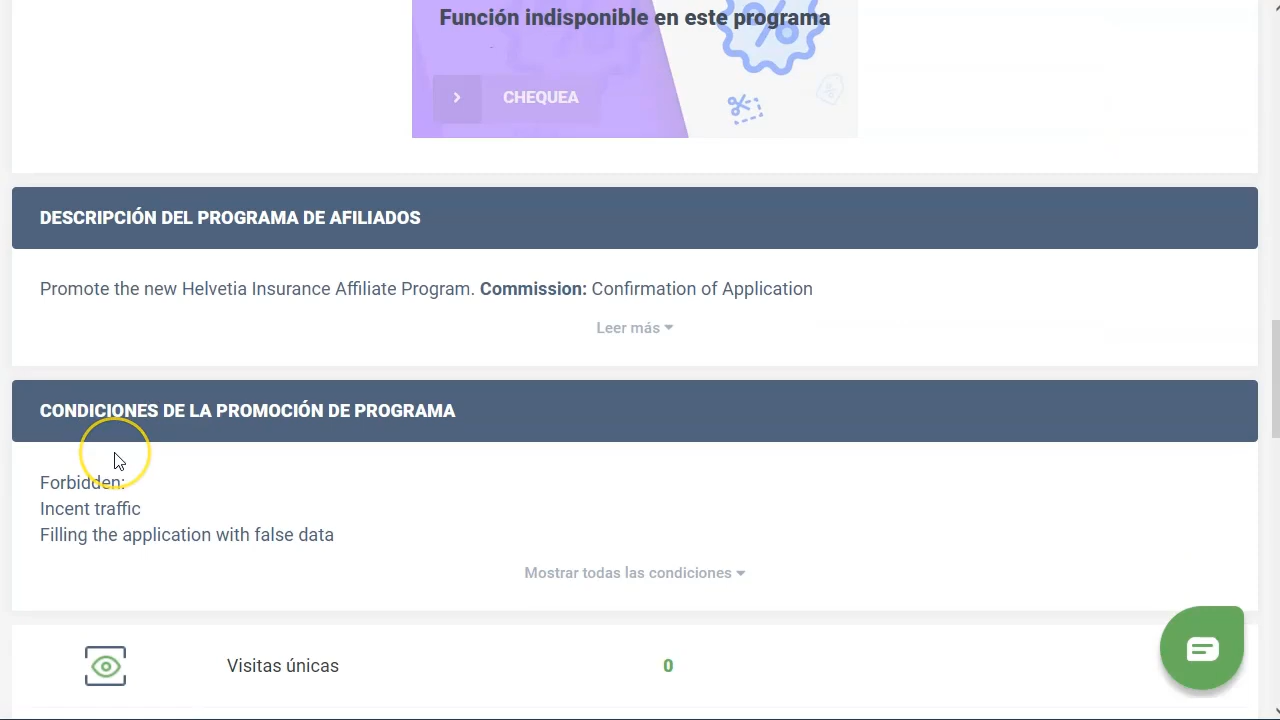 Función indisponible en este programa
CHEQUEA
DESCRIPCIÓN DEL PROGRAMA DE AFILIADOS
Promote the new Helvetia Insurance Affiliate Program. Commission: Confirmation of Application
Leer más
CONDICIONES DE LA PROMOCIÓN DE PROGRAMA
Forbidden:
Incent traffic
Filling the application with false data
Mostrar todas las condiciones
Visitas únicas 0